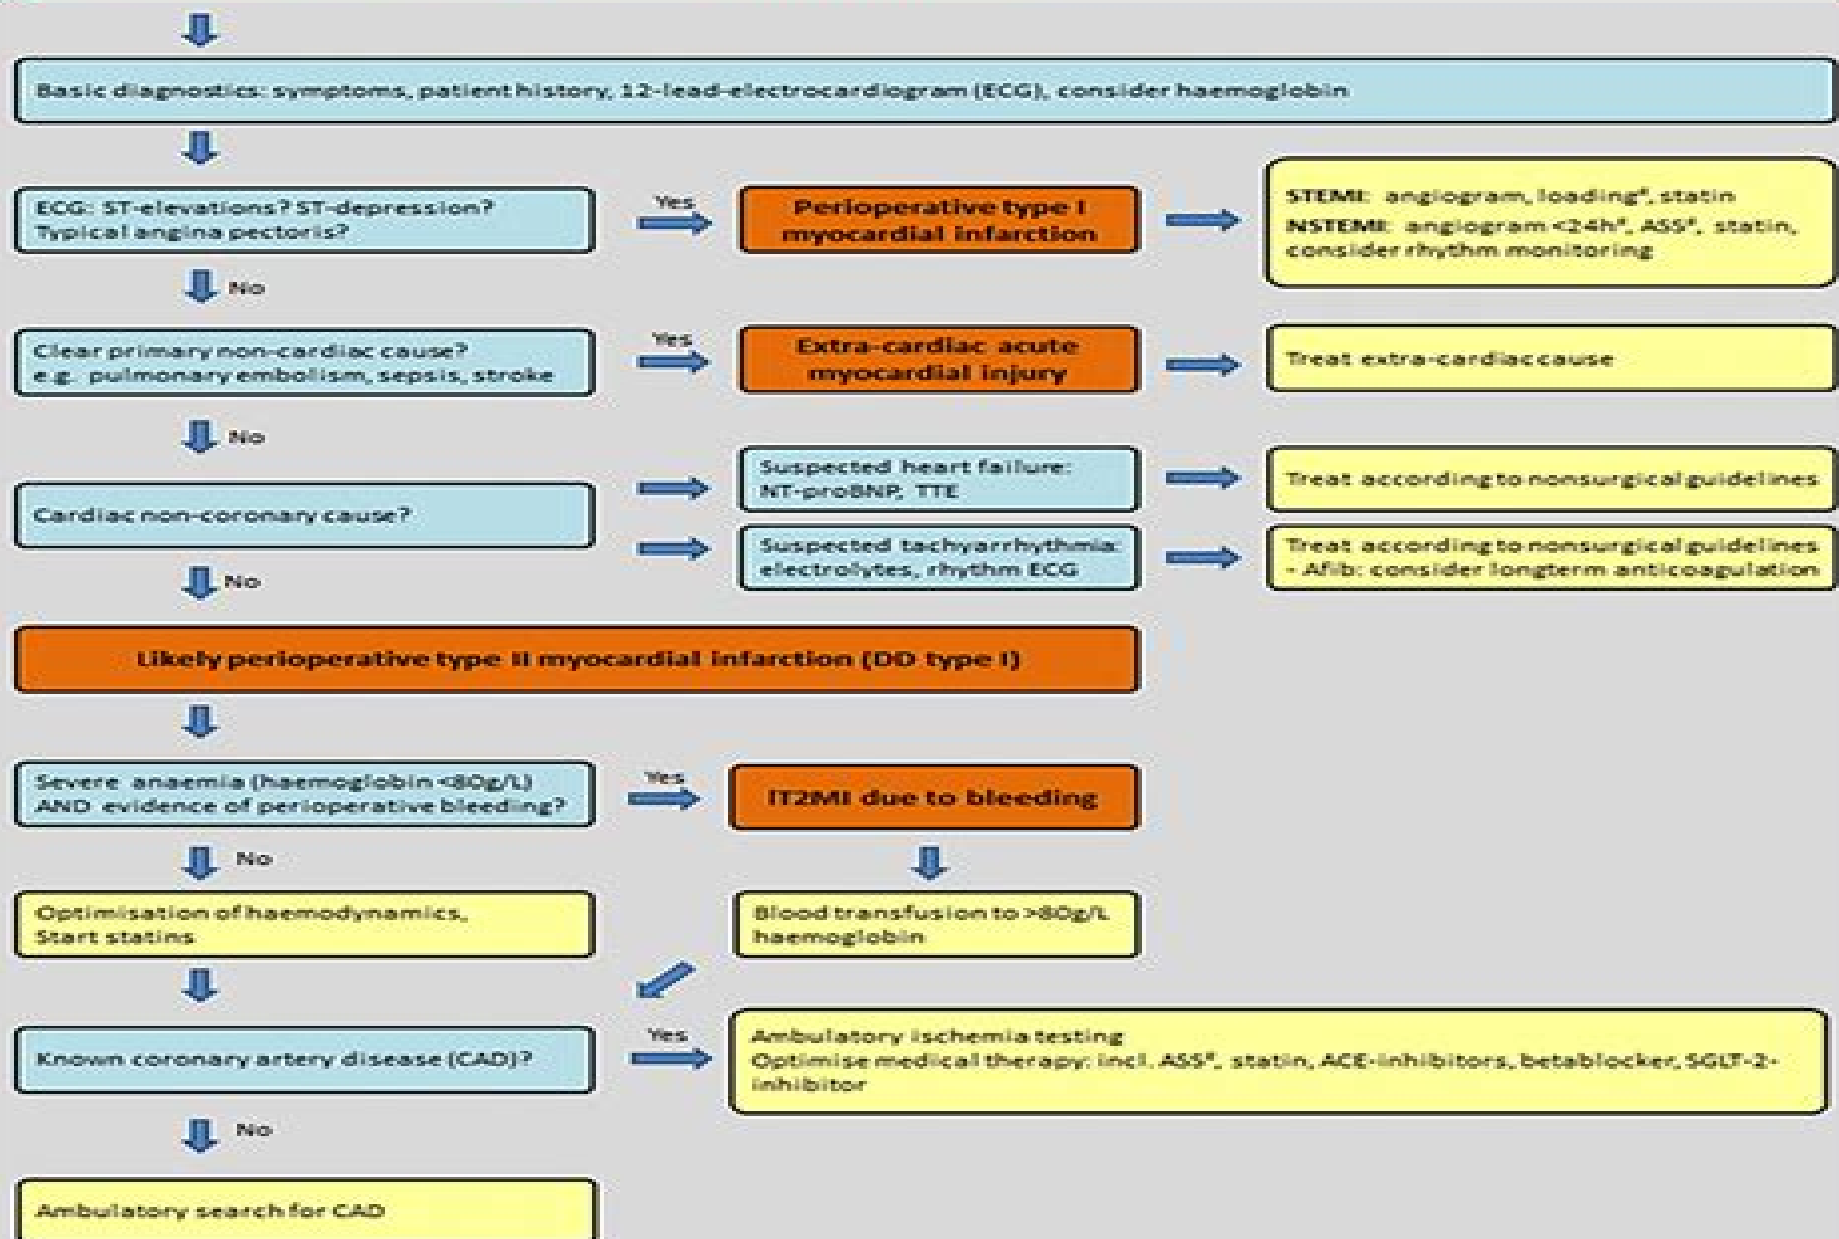 Basic diagnostics: symptoms, patient history, 12-lead-electrocardiogram (ECG), consider haemoglobin
ECG: ST-elevations? ST-depression?
Typical angina pectoris?
Yes
Perioperative type I
myocardial infarction
STEMI: angiogram, loading*, statin
NSTEMI: angiogram <24h*, ASS*, statin,
consider rhythm monitoring
No
Clear primary non-cardiac cause?
e.g. pulmonary embolism, sepsis, stroke
Yes
Extra-cardiac acute
myocardial injury
Treat extra-cardiac cause
No
Cardiac non-coronary cause?
Suspected heart failure:
NT-proBNP, TTE
Treat according to nonsurgical guidelines
Suspected tachyarrhythmia:
electrolytes, rhythm ECG
Treat according to nonsurgical guidelines
- Afib: consider longterm anticoagulation
No
Likely perioperative type II myocardial infarction (DD type I)
Severe anaemia (haemoglobin <80g/L)
AND evidence of perioperative bleeding?
Yes
lT2MI due to bleeding
No
Optimisation of haemodynamics,
Start statins
Blood transfusion to >80g/L
haemoglobin
Known coronary artery disease (CAD)?
Yes
Ambulatory ischemia testing
Optimise medical therapy: incl. ASS*, statin, ACE-inhibitors, betablocker, SGLT-2-
inhibitor
No
Ambulatory search for CAD